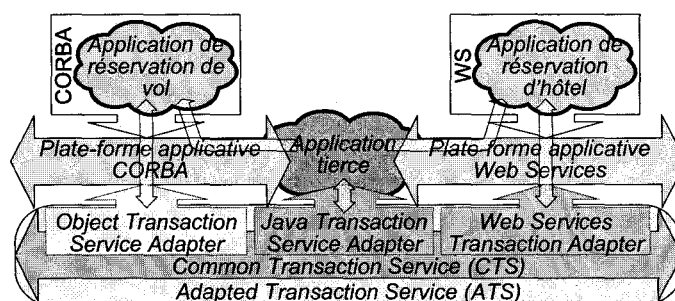 CORBA
Application de
réservation de
vol
WS
Application de
réservation
d'hôtel
Plate-forme applicative
CORBA
Application
tierce
Plate-forme applicative
Web Services
Object Transaction
Service Adapter
Java Transaction
Service Adapter
Web Services
Transaction Adapter
Common Transaction Service (CTS)
Adapted Transaction Service (ATS)